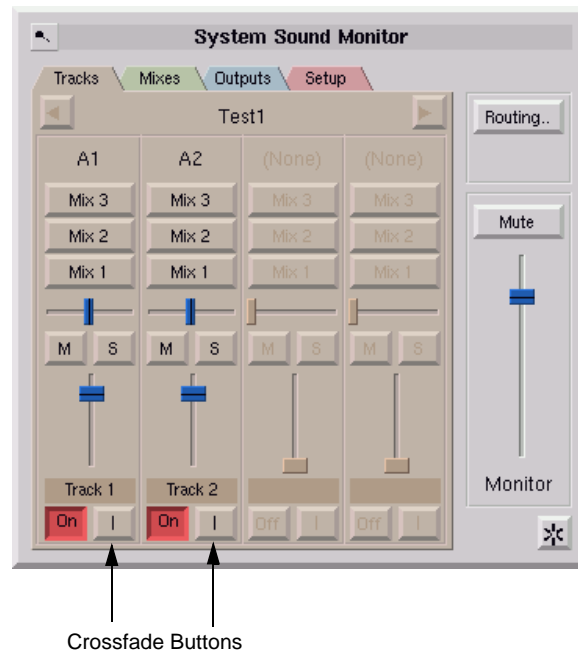 System Sound Monitor
Tracks Mixes Outputs Setup
Test1
Routing..
A1 A2 (None) (None)
Mix 3 Mix 3 Mix 3 Mix 3
Mix 2 Mix 2 Mix 2 Mix 2
Mix 1 Mix 1 Mix 1 Mix 1
Mute
M S M S M S M S
Track 1 Track 2
Monitor
On I On I Off I Off I
Crossfade Buttons